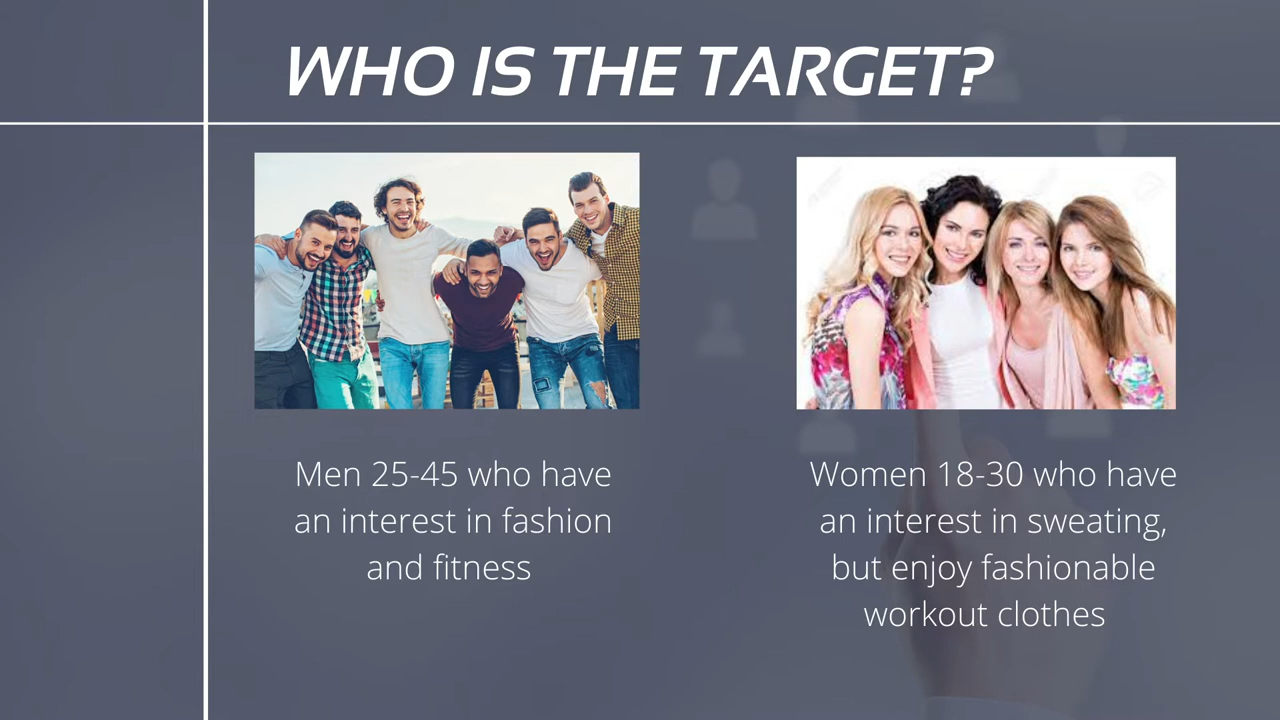 WHO IS THE TARGET?
Men 25-45 who have
an interest in fashion
and fitness
Women 18-30 who have
an interest in sweating,
but enjoy fashionable
workout clothes